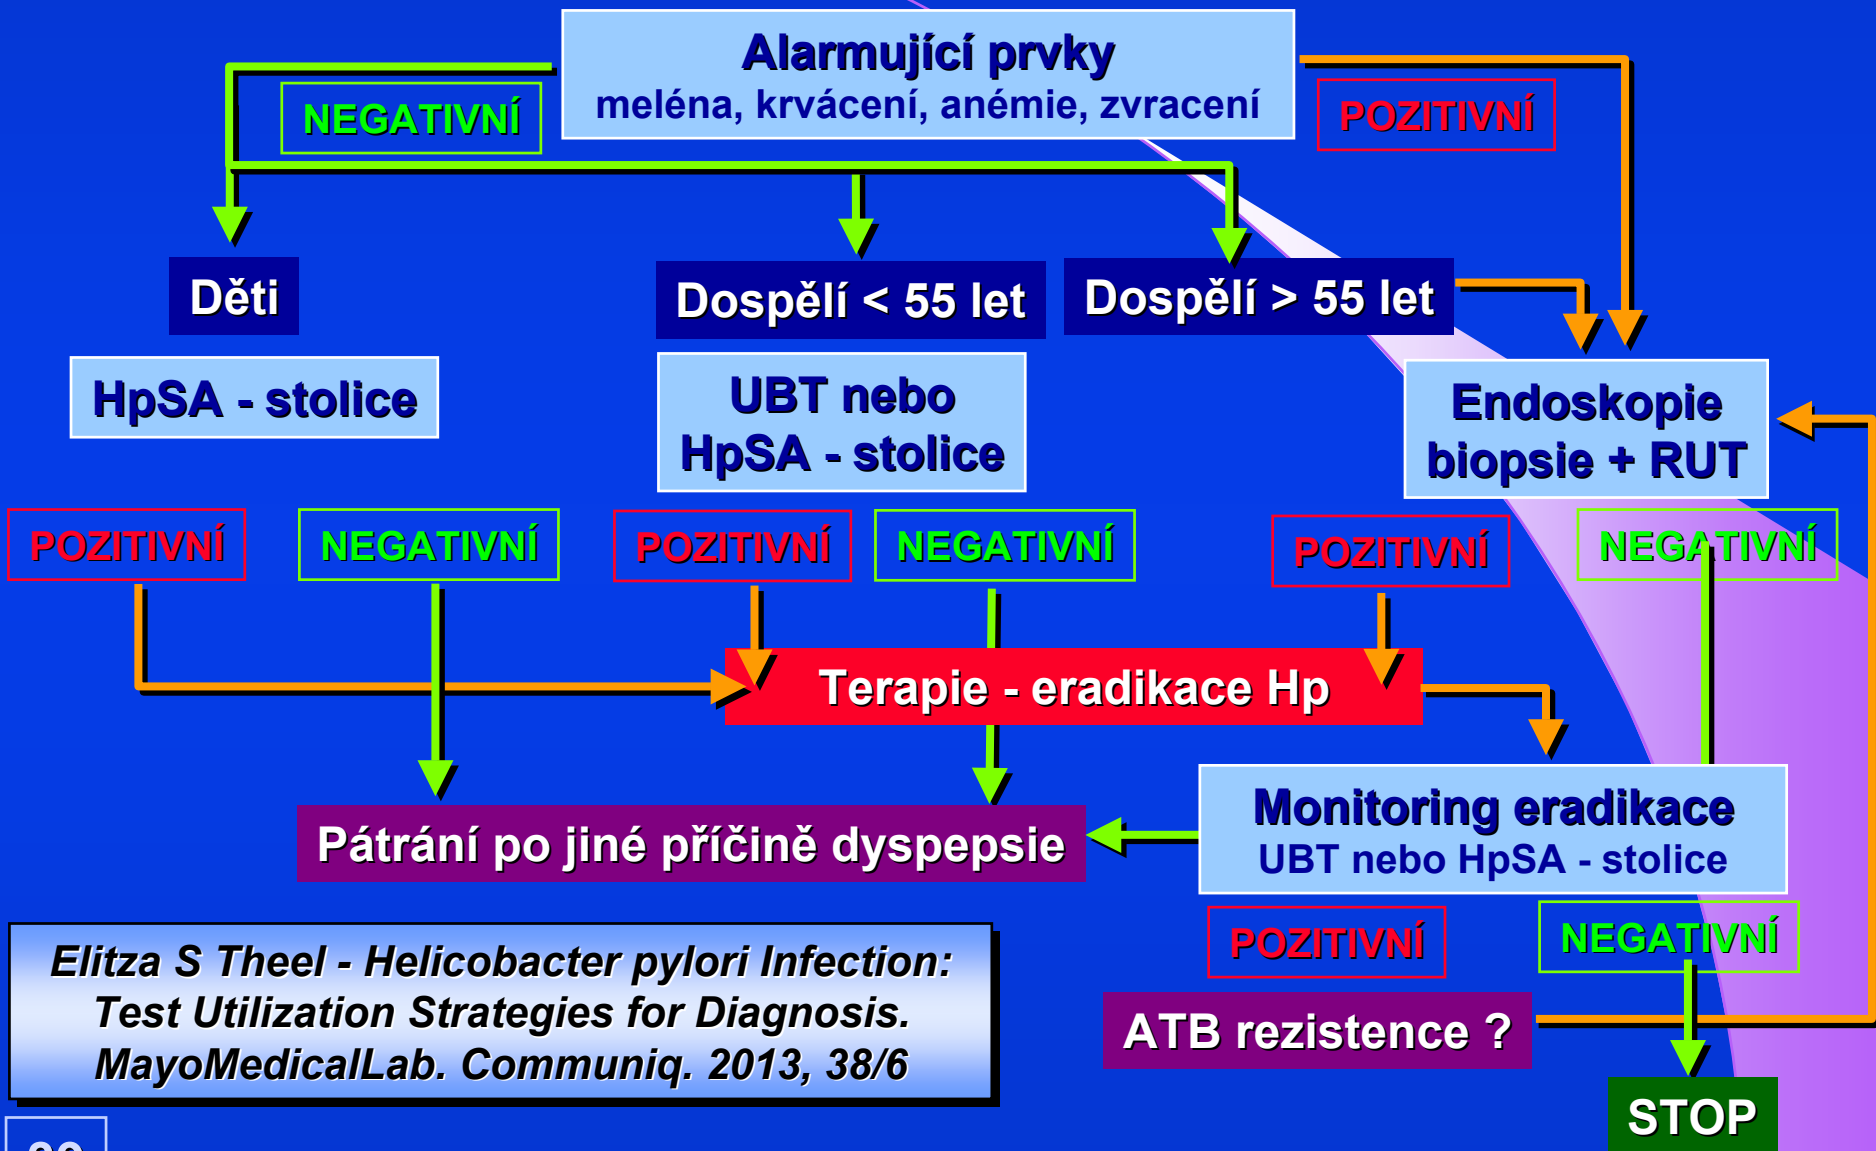 Alarmující prvky
meléna, krvácení, anémie, zvracení
NEGATIVNÍ
POZITIVNÍ
Děti
Dospělí < 55 let
Dospělí > 55 let
HpSA - stolice
UBT nebo
HpSA - stolice
Endoskopie
biopsie + RUT
POZITIVNÍ
NEGATIVNÍ
POZITIVNÍ
NEGATIVNÍ
POZITIVNÍ
NEGATIVNÍ
Terapie - eradikace Hp
Pátrání po jiné příčině dyspepsie
Monitoring eradikace
UBT nebo HpSA - stolice
POZITIVNÍ
NEGATIVNÍ
Elitza S Theel - Helicobacter pylori Infection:
Test Utilization Strategies for Diagnosis.
MayoMedicalLab. Communiq. 2013, 38/6
ATB rezistence ?
STOP